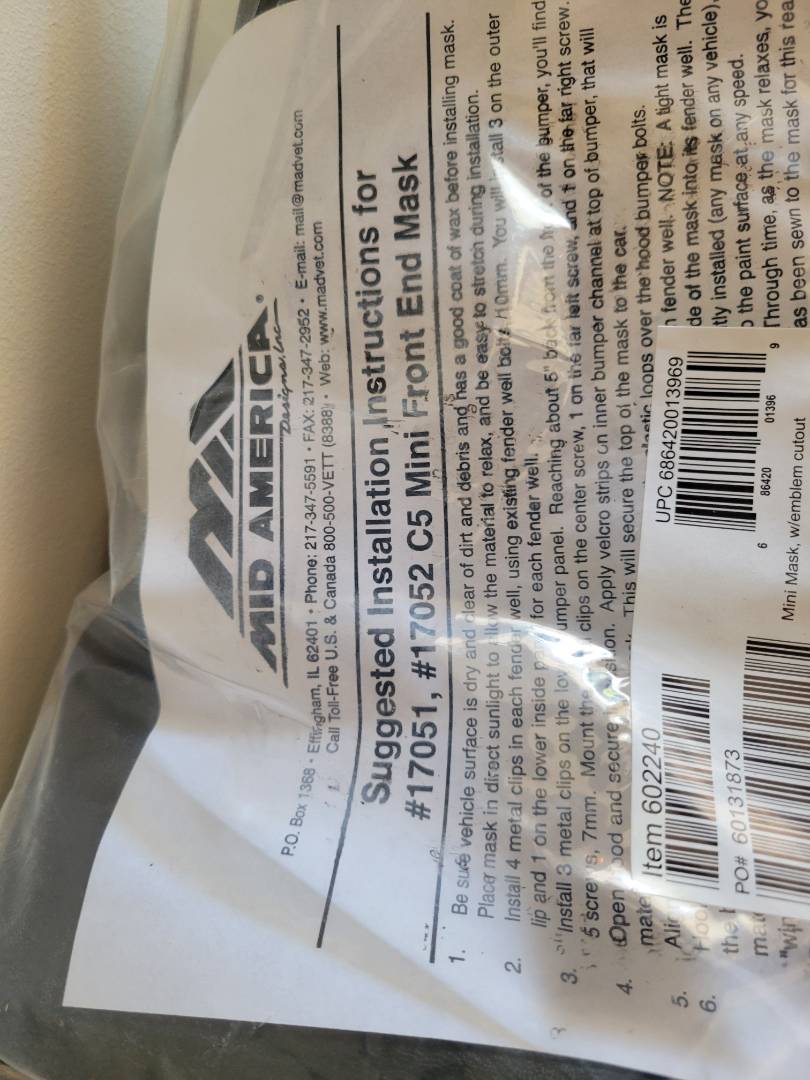 MID AMERICA®
Designs, Inc.
P.O. Box 1368 • Effingham, IL 62401 • Phone: 217-347-5591 • FAX: 217-347-2952 • E-mail: mail@madvet.com
Call Toll-Free U.S. & Canada 800-500-VETT (8388) • Web: www.madvet.com
Suggested Installation Instructions for
#17051, #17052 C5 Mini Front End Mask
1. Be sure vehicle surface is dry and clear of dirt and debris and has a good coat of wax before installing mask.
Place mask in direct sunlight to allow the material to relax, and be easy to stretch during installation.
2. Install 4 metal clips in each fender well, using existing fender well bolts 10mm. You will install 3 on the outer
lip and 1 on the lower inside for each fender well.
3. Install 3 metal clips on the lower bumper panel. Reaching about 5" back from the of the bumper, you'll find
5 screws, 7mm. Mount the clips on the center screw, 1 on the far left screw, and 1 on the far right screw.
4. Open hood and secure Apply velcro strips on inner bumper channel at top of bumper, that will
mate This will secure the top of the mask to the car.
5. elastic loops over the hood bumper bolts.
6. fender well. NOTE: A tight mask is
the de of the mask into its fender well. The
tly installed (any mask on any vehicle),
the paint surface at any speed.
Through time, as the mask relaxes, yo
as been sewn to the mask for this rea
Item 602240
UPC 686420013969
6 86420 01396 9
PO# 60131873
Mini Mask, w/emblem cutout